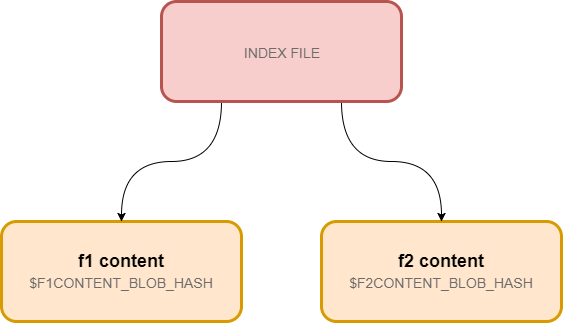 INDEX FILE
f1 content
$F1CONTENT_BLOB_HASH
f2 content
$F2CONTENT_BLOB_HASH